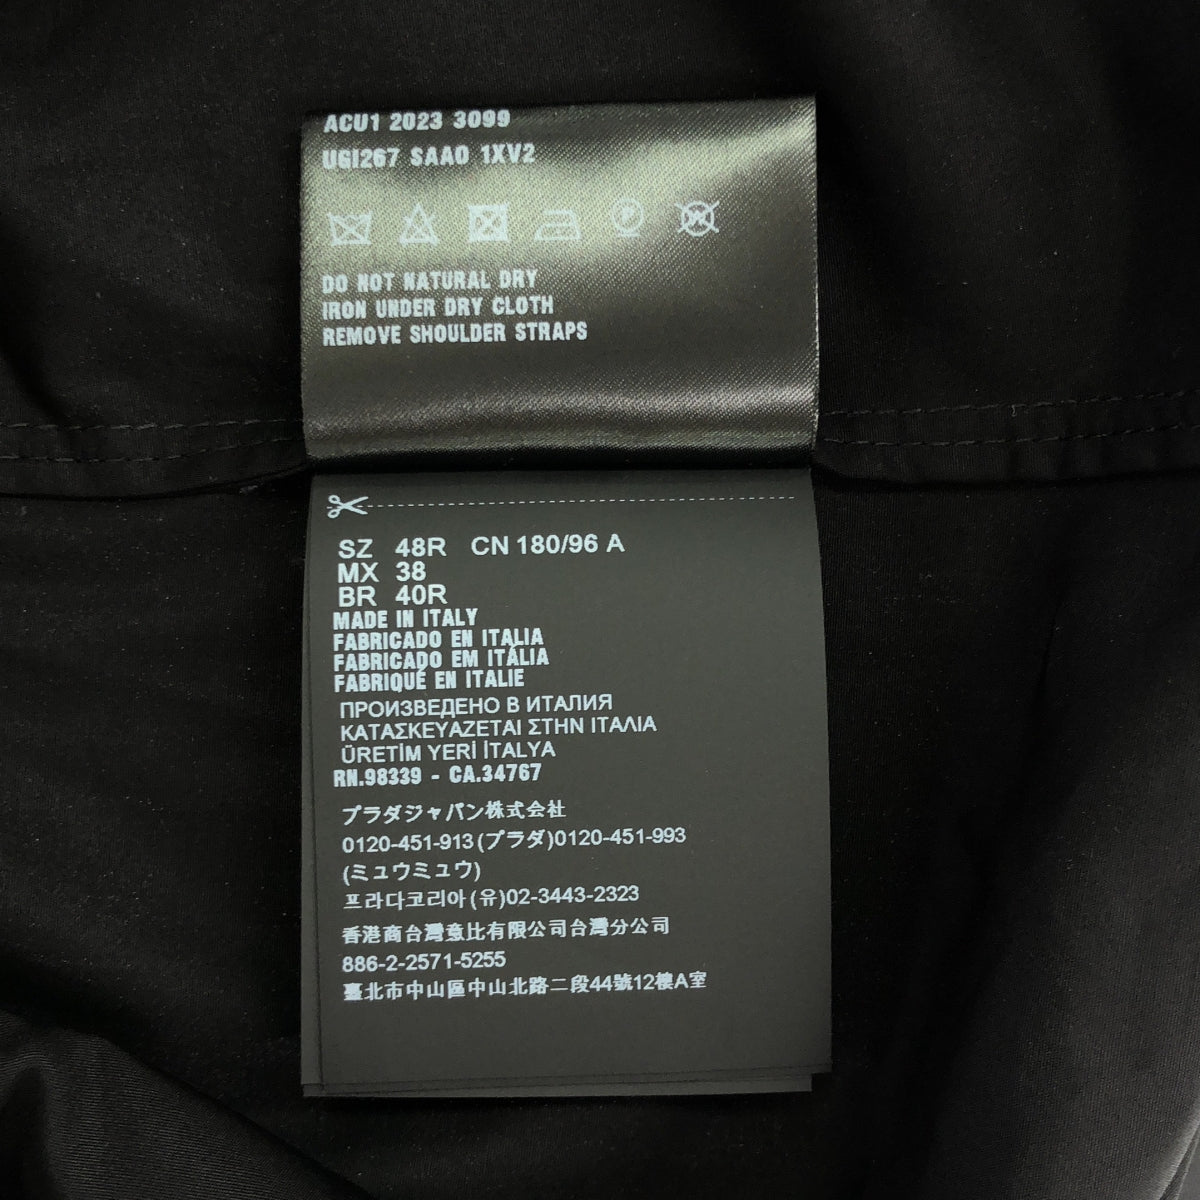 ACU1 2023 3099
UGI267 SAAO 1XV2
P
W
DO NOT NATURAL DRY
IRON UNDER DRY CLOTH
REMOVE SHOULDER STRAPS
SZ 48R CN 180/96 A
MX 38
BR 40R
MADE IN ITALY
FABRICADO EN ITALIA
FABRICADO EM ITÁLIA
FABRIQUÉ EN ITALIE
ПРОИЗВЕДЕНО В ИТАЛИЯ
ΚΑΤΑΣΚΕΥΑΖΕΤΑΙ ΣΤΗΝ ΙΤΑΛΙΑ
ÜRETİM YERİ İTALYA
RN.98339 - CA.34767
プラダジャパン株式会社
0120-451-913(プラダ)0120-451-993
(ミュウミュウ)
프라다코리아(유)02-3443-2323
香港商台灣意比有限公司台灣分公司
886-2-2571-5255
臺北市中山區中山北路二段44號12樓A室